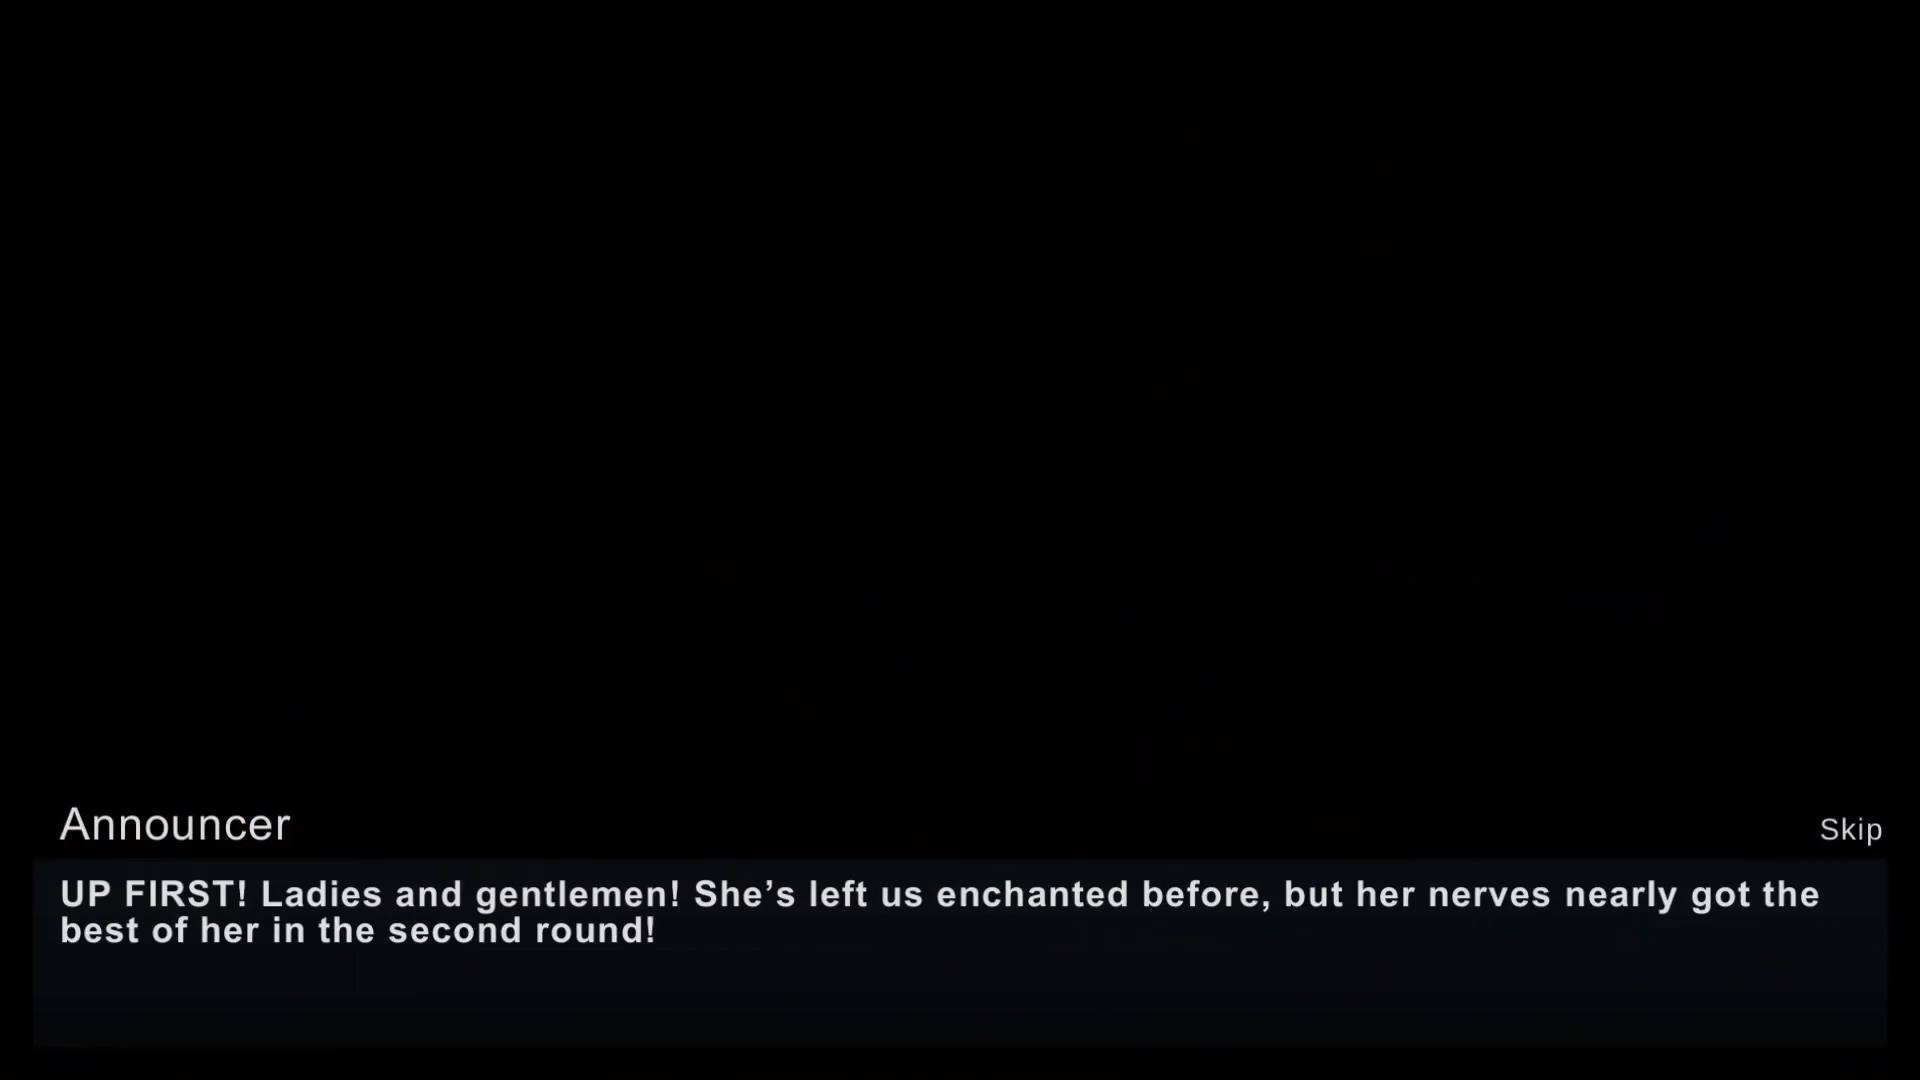 Announcer
Skip
UP FIRST! Ladies and gentlemen! She’s left us enchanted before, but her nerves nearly got the
best of her in the second round!